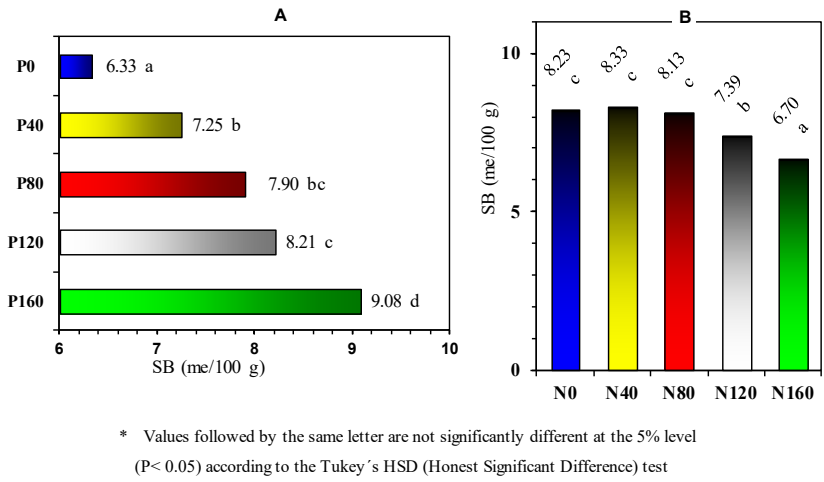 A
P0
6.33 a
P40
7.25 b
P80
7.90 bc
P120
8.21 c
P160
9.08 d
6 7 8 9 10
SB (me/100 g)
B
SB (me/100 g)
10
5
0
8.23 c
8.33 c
8.13 c
7.39 b
6.70 a
N0 N40 N80 N120 N160
* Values followed by the same letter are not significantly different at the 5% level
(P< 0.05) according to the Tukey´s HSD (Honest Significant Difference) test